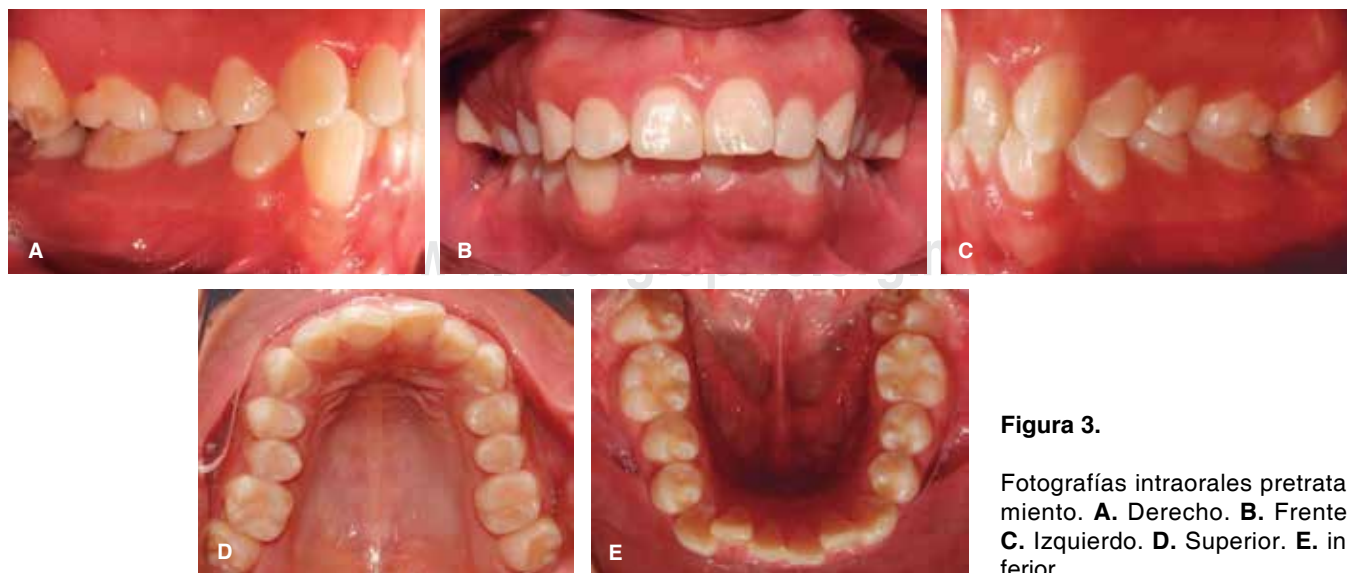 A
B
C
D
E
Figura 3.
Fotografías intraorales pretrata
miento. A. Derecho. B. Frente
C. Izquierdo. D. Superior. E. in
ferior